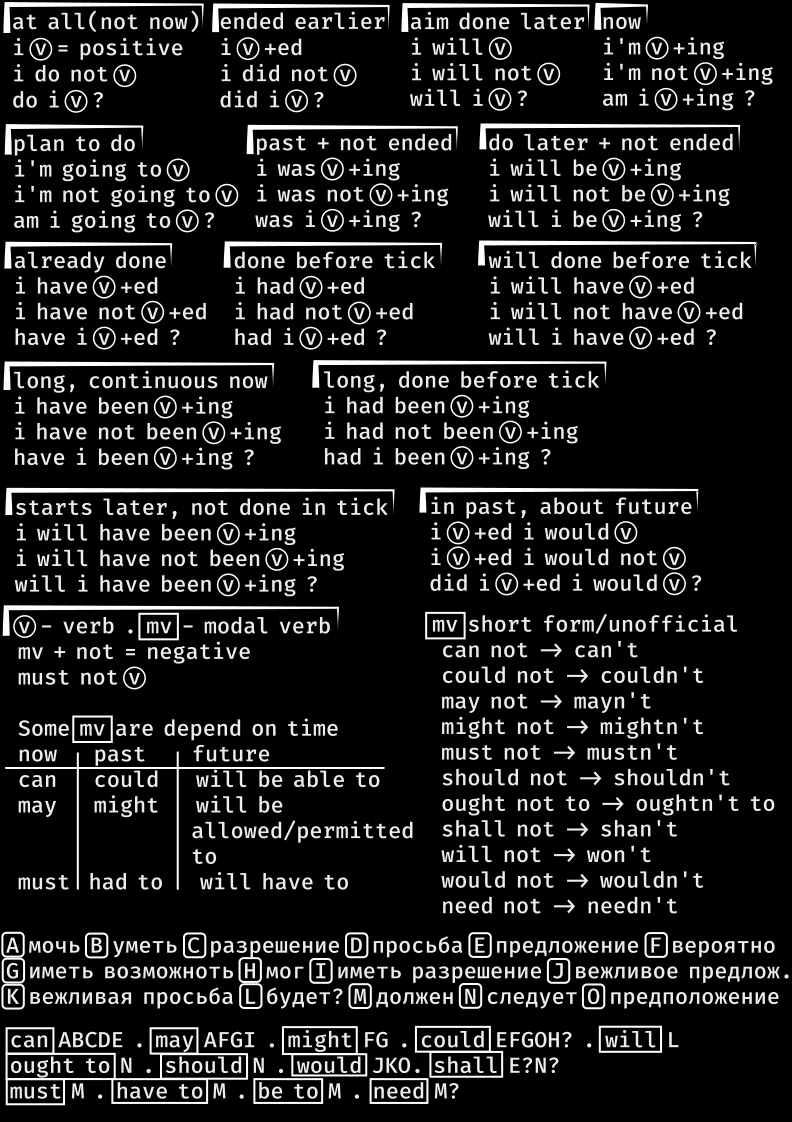 at all(not now)
i ⓥ = positive
i do not ⓥ
do i ⓥ ?
ended earlier
i ⓥ +ed
i did not ⓥ
did i ⓥ ?
aim done later
i will ⓥ
i will not ⓥ
will i ⓥ ?
now
i'm ⓥ +ing
i'm not ⓥ +ing
am i ⓥ +ing ?
plan to do
i'm going to ⓥ
i'm not going to ⓥ
am i going to ⓥ ?
past + not ended
i was ⓥ +ing
i was not ⓥ +ing
was i ⓥ +ing ?
do later + not ended
i will be ⓥ +ing
i will not be ⓥ +ing
will i be ⓥ +ing ?
already done
i have ⓥ +ed
i have not ⓥ +ed
have i ⓥ +ed ?
done before tick
i had ⓥ +ed
i had not ⓥ +ed
had i ⓥ +ed ?
will done before tick
i will have ⓥ +ed
i will not have ⓥ +ed
will i have ⓥ +ed ?
long, continuous now
i have been ⓥ +ing
i have not been ⓥ +ing
have i been ⓥ +ing ?
long, done before tick
i had been ⓥ +ing
i had not been ⓥ +ing
had i been ⓥ +ing ?
starts later, not done in tick
i will have been ⓥ +ing
i will have not been ⓥ +ing
will i have been ⓥ +ing ?
in past, about future
i ⓥ +ed i would ⓥ
i ⓥ +ed i would not ⓥ
did i ⓥ +ed i would ⓥ ?
ⓥ - verb . mv - modal verb
mv + not = negative
must not ⓥ
Some mv are depend on time
now past future
can could will be able to
may might will be
allowed/permitted
to
must had to will have to
mv short form/unofficial
can not -> can't
could not -> couldn't
may not -> mayn't
might not -> mightn't
must not -> mustn't
should not -> shouldn't
ought not to -> oughtn't to
shall not -> shan't
will not -> won't
would not -> wouldn't
need not -> needn't
A мочь B уметь C разрешение D просьба E предложение F вероятно
G иметь возможноть H мог I иметь разрешение J вежливое предлож.
K вежливая просьба L будет? M должен N следует O предположение
can ABCDE . may AFGI . might FG . could EFGOH? . will L
ought to N . should N . would JKO. shall E?N?
must M . have to M . be to M . need M?